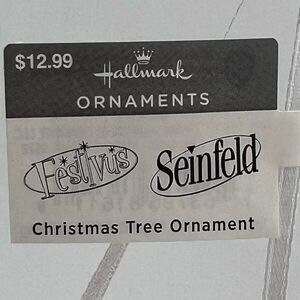 $12.99
Hallmark
ORNAMENTS
Festivus Seinfeld
Christmas Tree Ornament